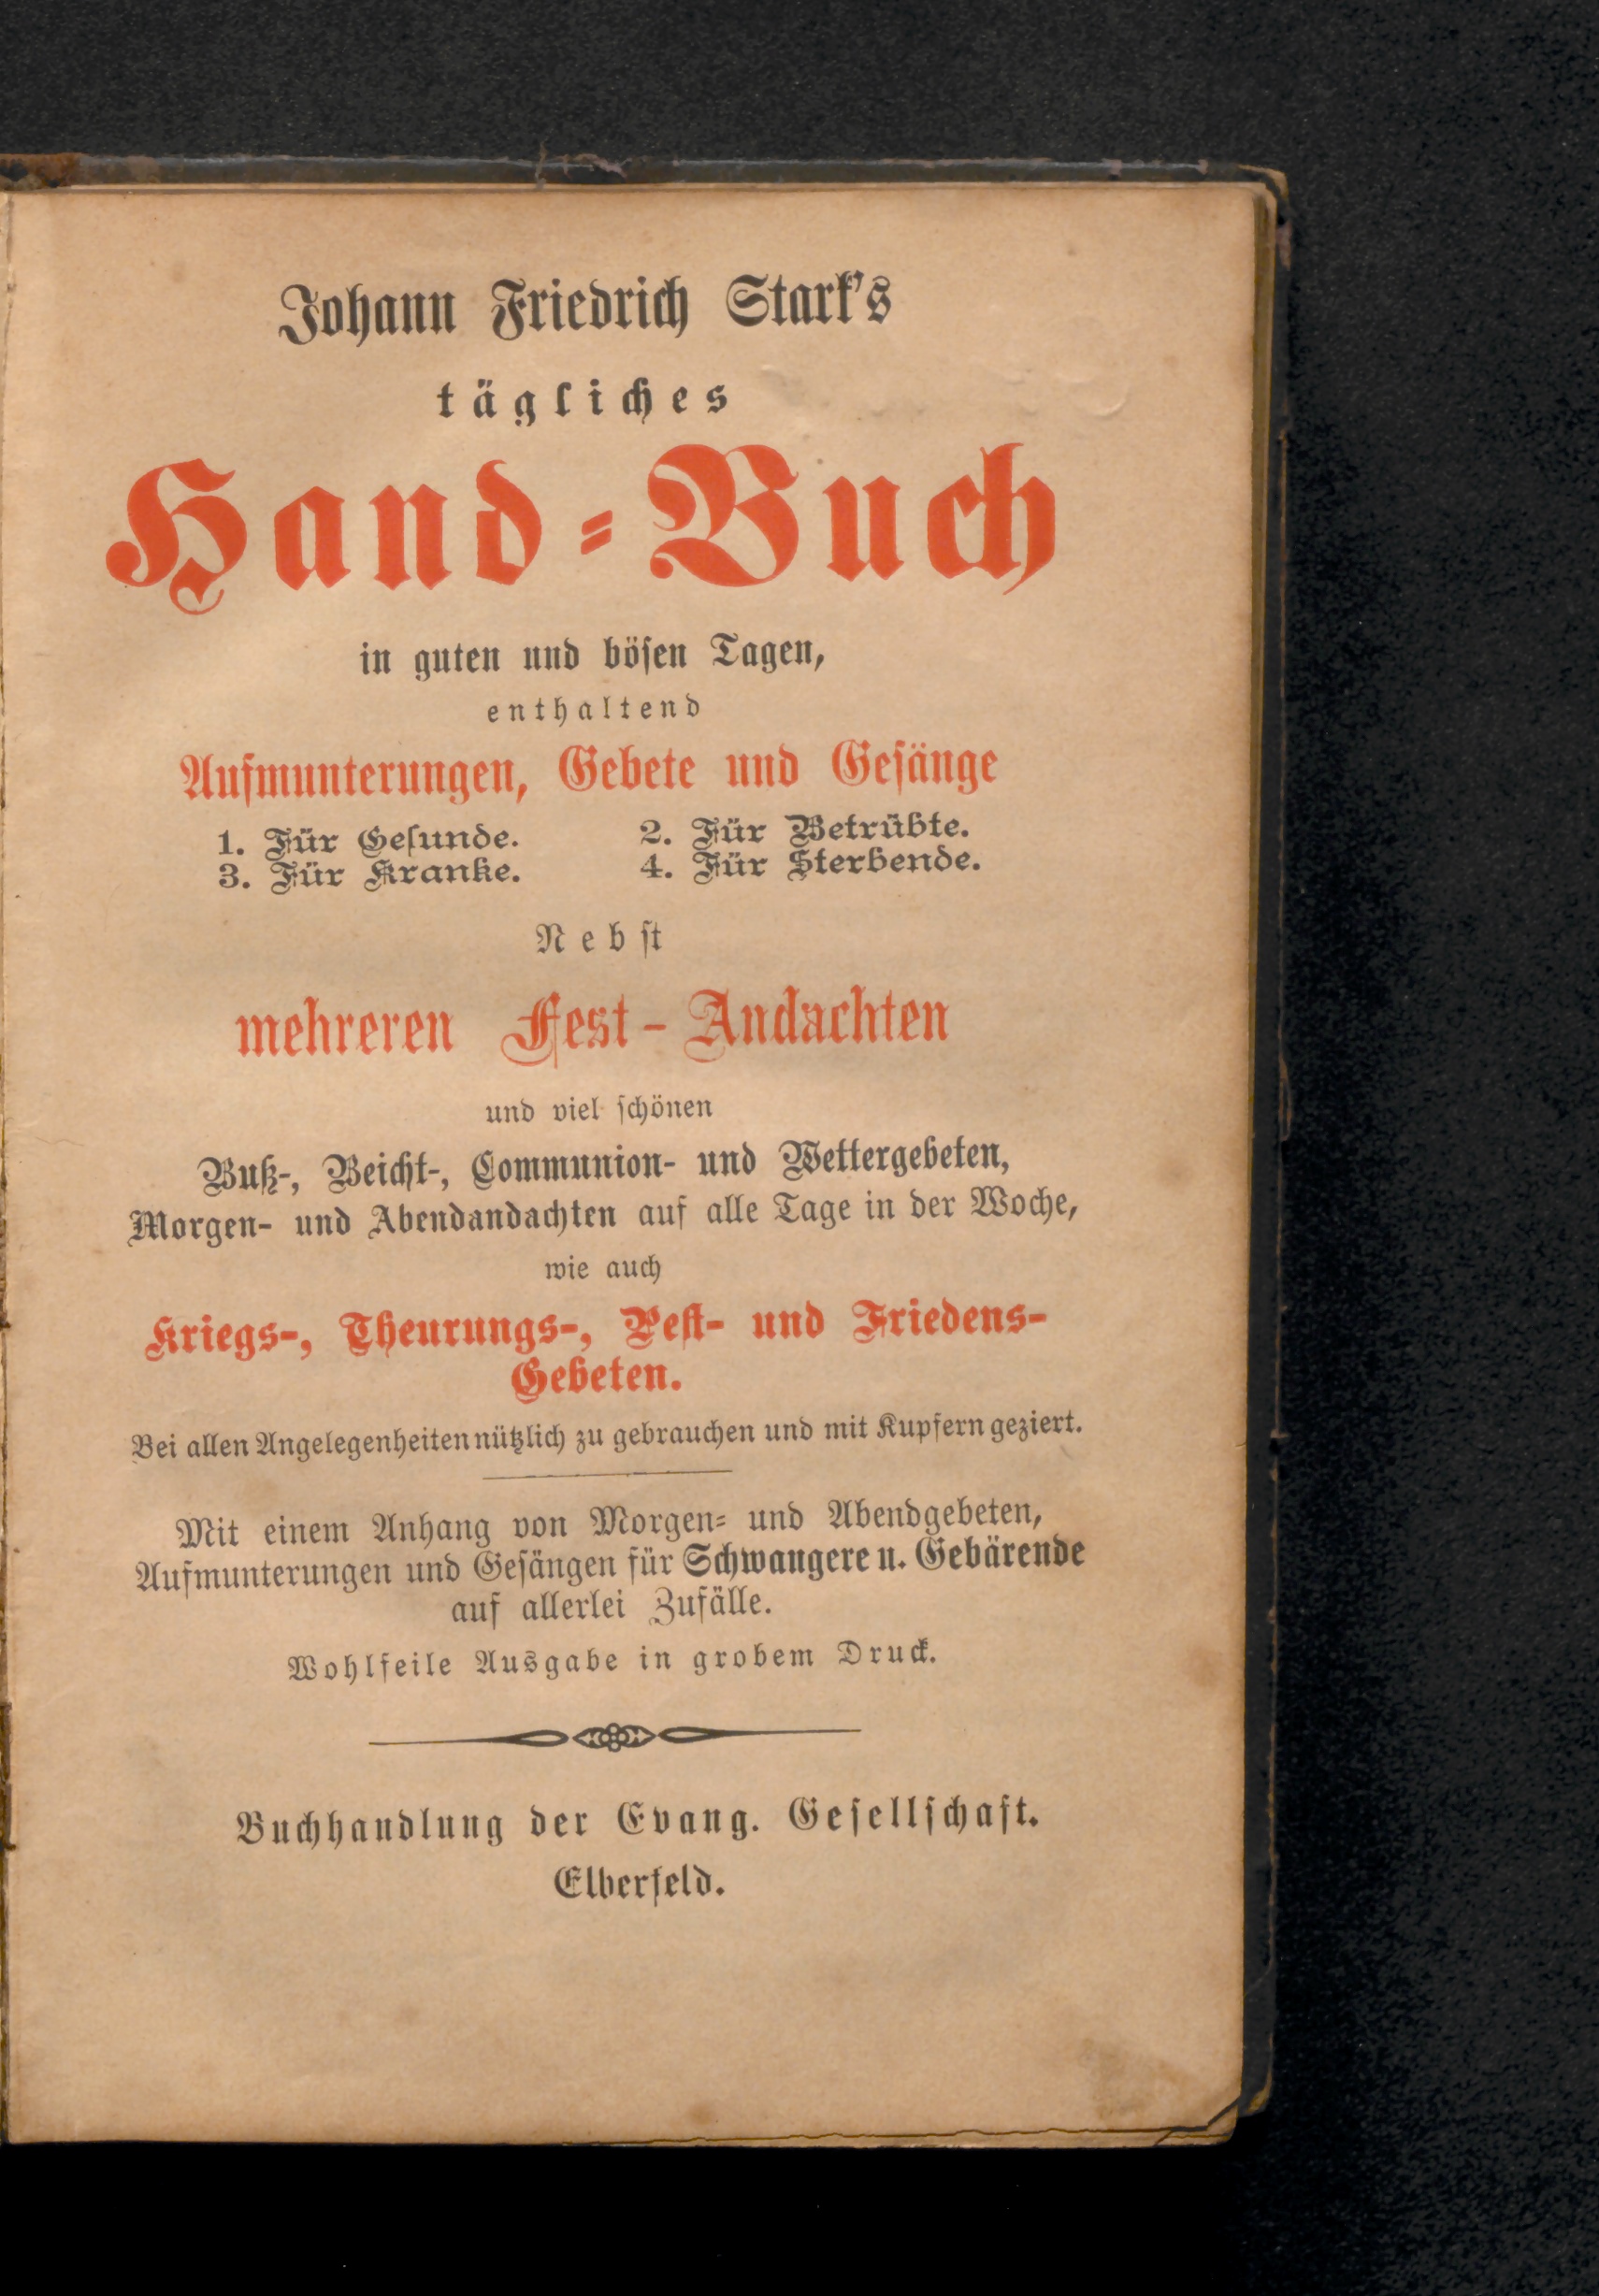 Johann Friedrich Stark's
tägliches
Hand-Buch
in guten und bösen Tagen,
enthaltend
Aufmunterungen, Gebete und Gesänge
1. Für Gesunde. 2. Für Betrübte.
3. Für Kranke. 4. Für Sterbende.
Nebst
mehreren Fest-Andachten
und viel schönen
Buß-, Beicht-, Communion- und Wettergebeten,
Morgen- und Abendandachten auf alle Tage in der Woche,
wie auch
Kriegs-, Theurungs-, Pest- und Friedens-
Gebeten.
Bei allen Angelegenheiten nützlich zu gebrauchen und mit Kupfern geziert.
Mit einem Anhang von Morgen- und Abendgebeten,
Aufmunterungen und Gesängen für Schwangere u. Gebärende
auf allerlei Zufälle.
Wohlfeile Ausgabe in grobem Druck.
Buchhandlung der Evang. Gesellschaft.
Elberfeld.